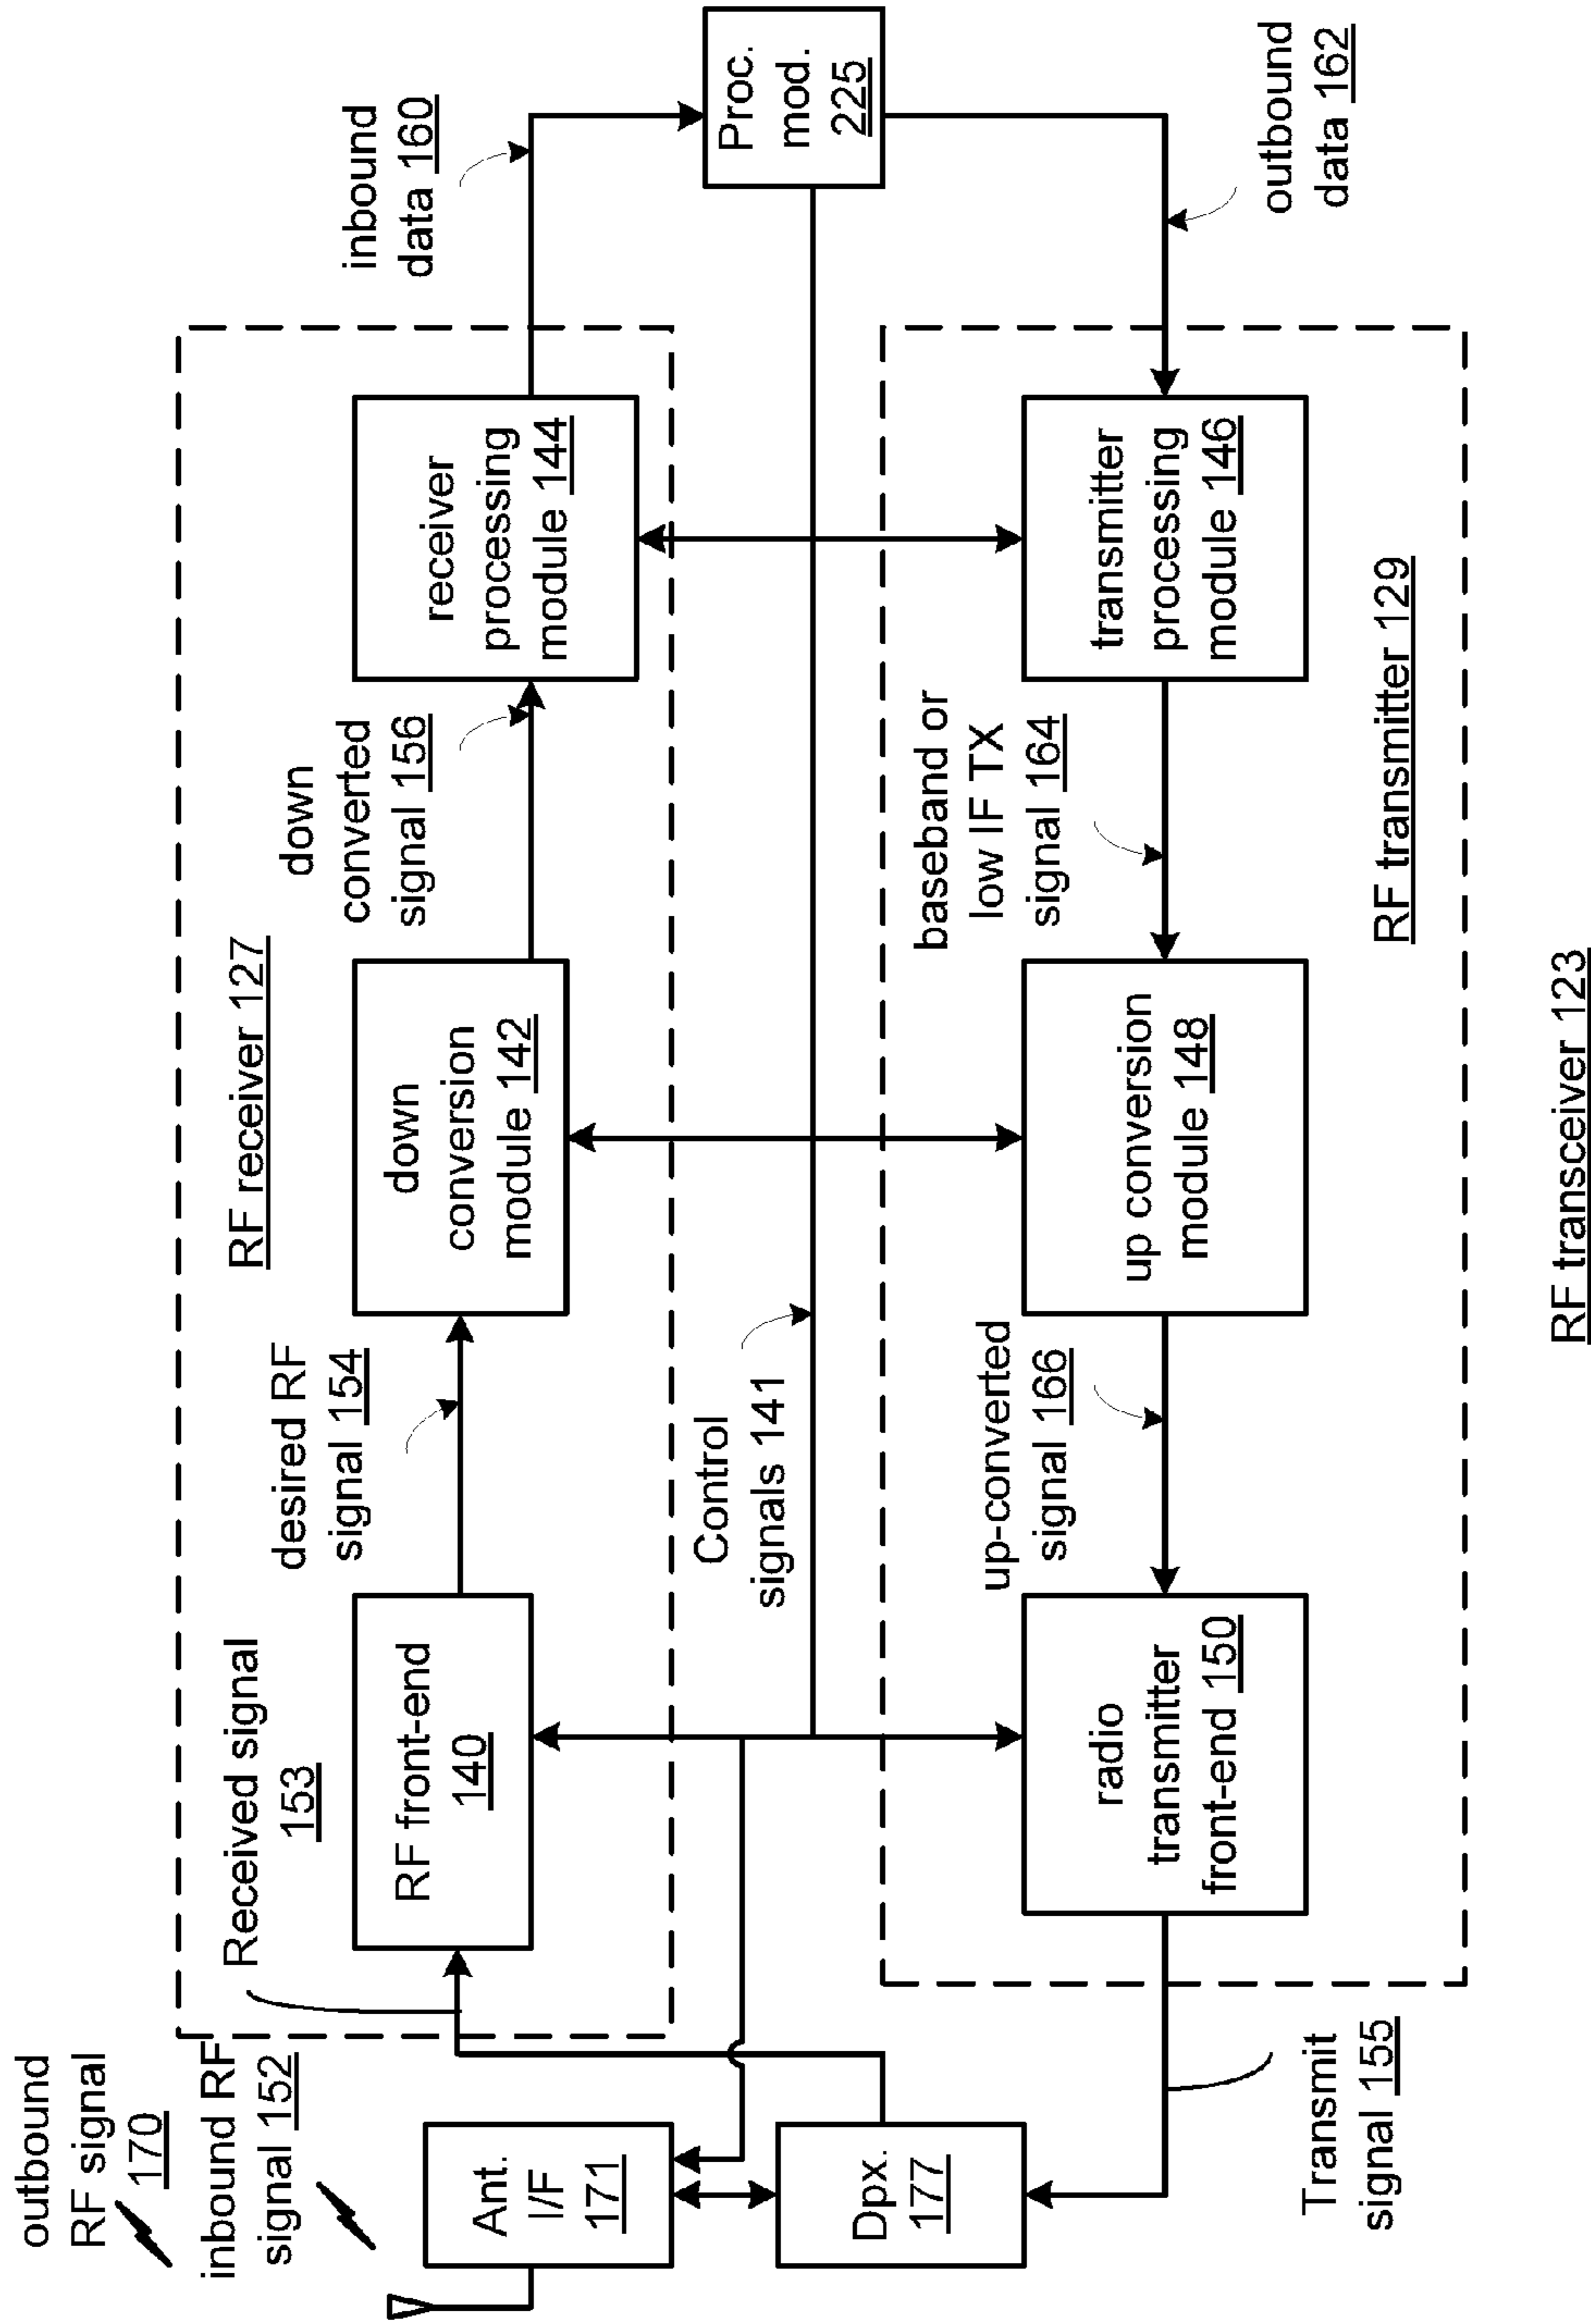 outbound
RF signal
170
inbound RF
signal 152
Ant.
I/F
171
Dpx.
177
Transmit
signal 155
Received signal
153
RF front-end
140
desired RF
signal 154
RF receiver 127
down
conversion
module 142
down
converted
signal 156
receiver
processing
module 144
inbound
data 160
Proc.
mod.
225
Control
signals 141
outbound
data 162
radio
transmitter
front-end 150
up-converted
signal 166
up conversion
module 148
baseband or
low IF TX
signal 164
transmitter
processing
module 146
RF transmitter 129
RF transceiver 123